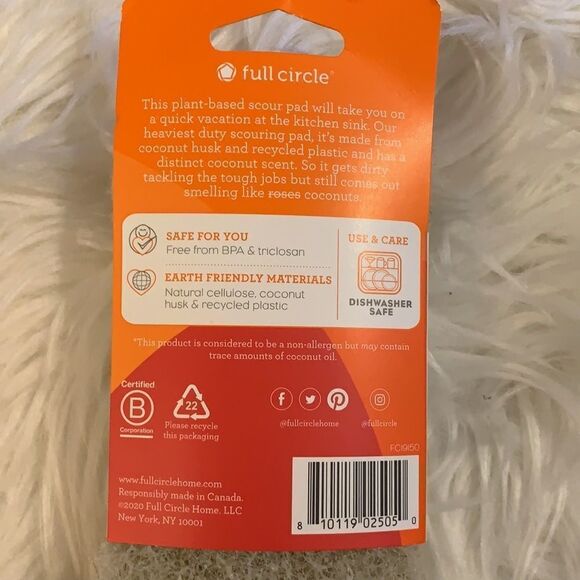 full circle®
This plant-based scour pad will take you on
a quick vacation at the kitchen sink. Our
heaviest duty scouring pad, it's made from
coconut husk and recycled plastic and has a
distinct coconut scent. So it gets dirty
tackling the tough jobs but still comes out
smelling like roses coconuts.
SAFE FOR YOU
Free from BPA & triclosan
EARTH FRIENDLY MATERIALS
Natural cellulose, coconut
husk & recycled plastic
USE & CARE
DISHWASHER
SAFE
*This product is considered to be a non-allergen but may contain
trace amounts of coconut oil.
Certified
B
Corporation
22
Please recycle
this packaging
@fullcirclehome
@fullcircle
FC19150
www.fullcirclehome.com
Responsibly made in Canada.
©2020 Full Circle Home, LLC
New York, NY 10001
8 10119 02505 0